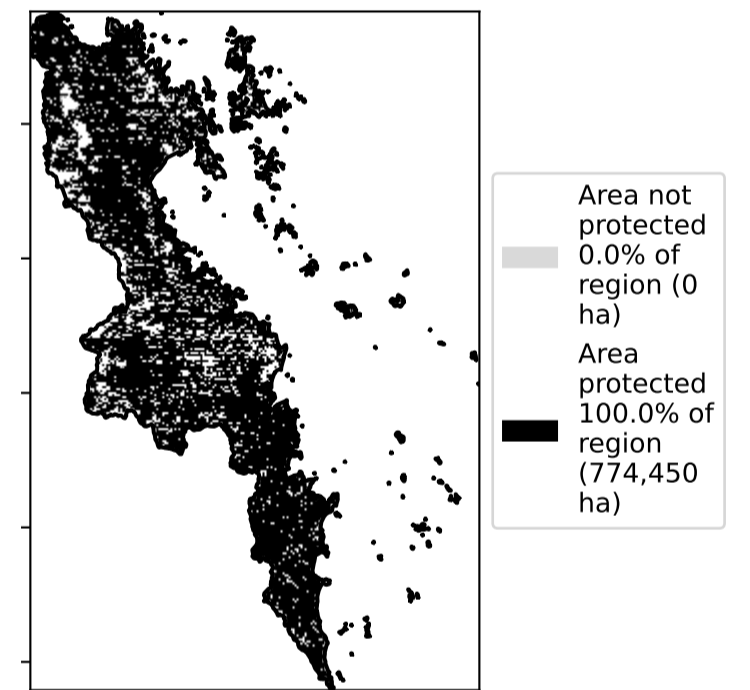 Area not
protected
0.0% of
region (0
ha)
Area
protected
100.0% of
region
(774,450
ha)